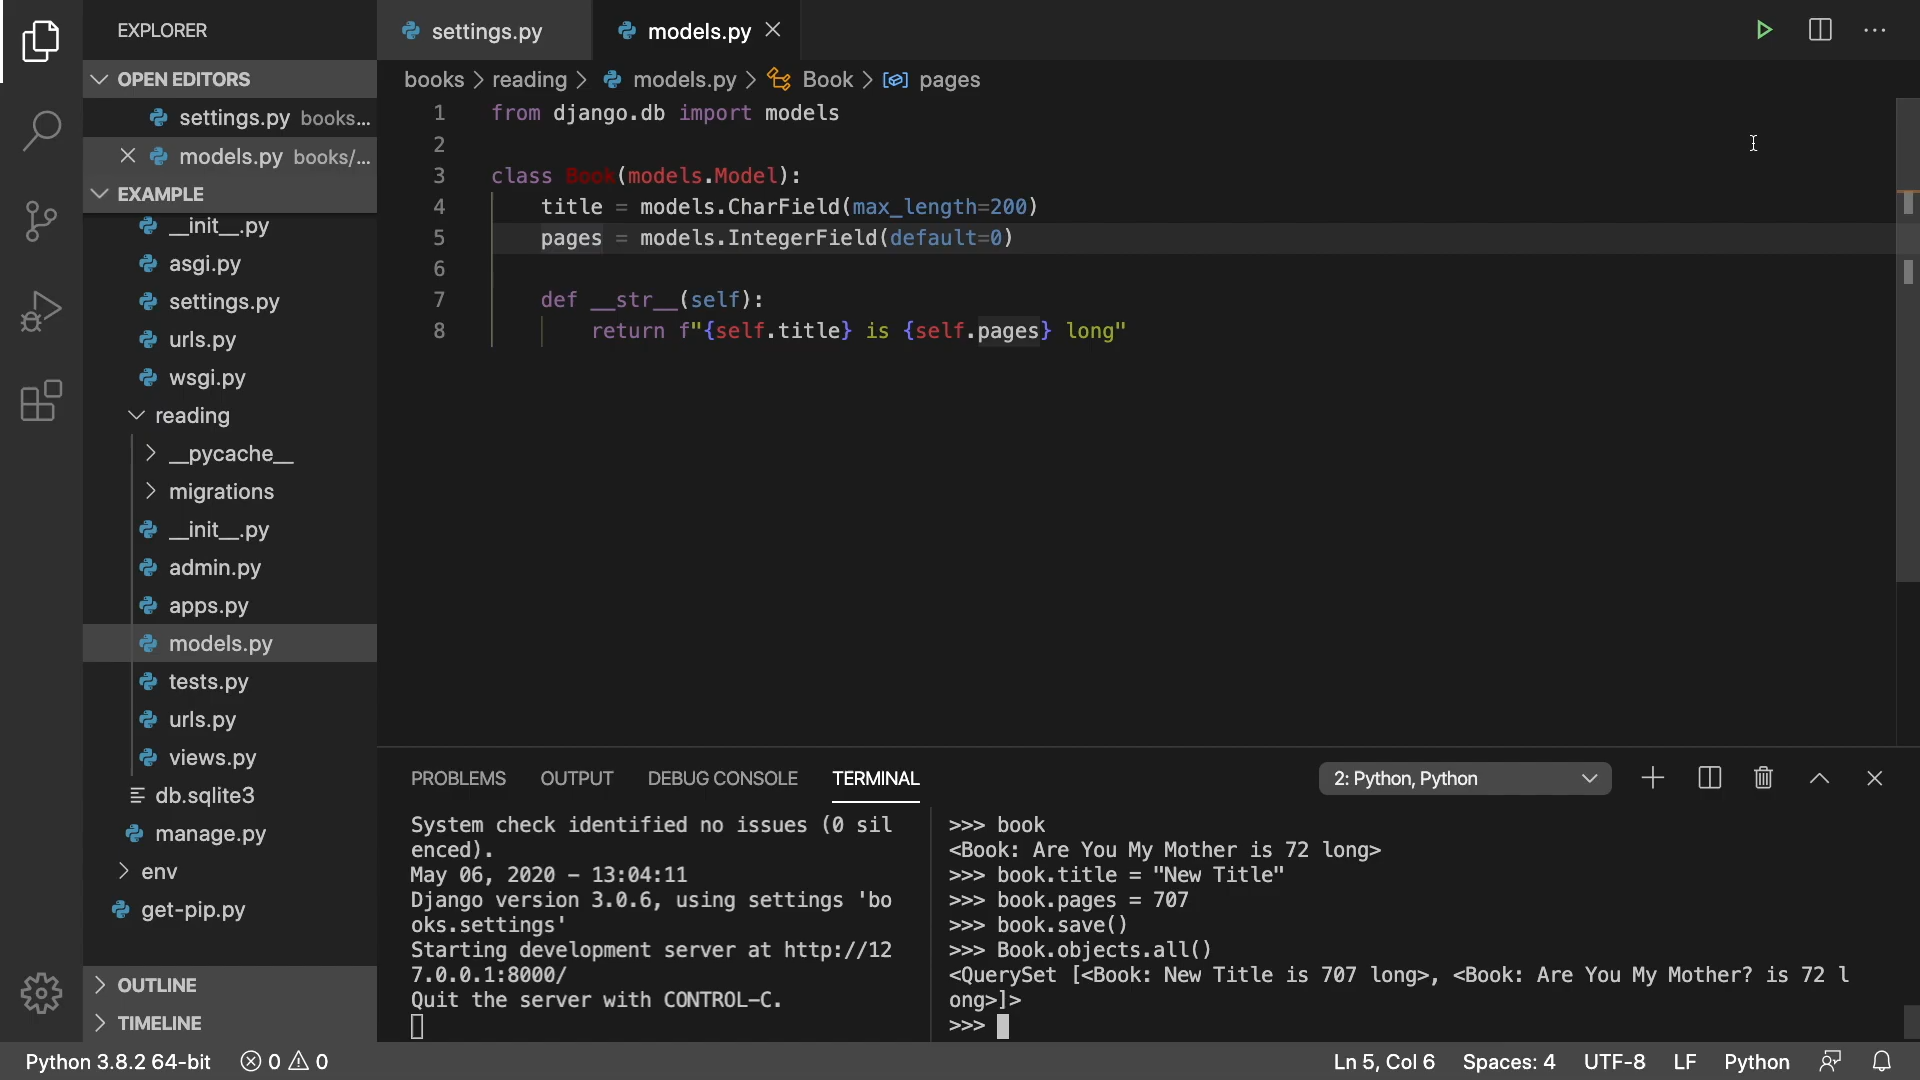 EXPLORER
settings.py
models.py
OPEN EDITORS
settings.py books...
models.py books/...
EXAMPLE
__init__.py
asgi.py
settings.py
urls.py
wsgi.py
reading
__pycache__
migrations
__init__.py
admin.py
apps.py
models.py
tests.py
urls.py
views.py
db.sqlite3
manage.py
env
get-pip.py
OUTLINE
TIMELINE
books > reading > models.py > Book > pages
1 from django.db import models
2
3 class Book(models.Model):
4 title = models.CharField(max_length=200)
5 pages = models.IntegerField(default=0)
6
7 def __str__(self):
8 return f"{self.title} is {self.pages} long"
PROBLEMS OUTPUT DEBUG CONSOLE TERMINAL
2: Python, Python
System check identified no issues (0 sil
enced).
May 06, 2020 - 13:04:11
Django version 3.0.6, using settings 'bo
oks.settings'
Starting development server at http://12
7.0.0.1:8000/
Quit the server with CONTROL-C.
>>> book
<Book: Are You My Mother is 72 long>
>>> book.title = "New Title"
>>> book.pages = 707
>>> book.save()
>>> Book.objects.all()
<QuerySet [<Book: New Title is 707 long>, <Book: Are You My Mother? is 72 l
ong>]>
>>>
Python 3.8.2 64-bit 0 0
Ln 5, Col 6 Spaces: 4 UTF-8 LF Python